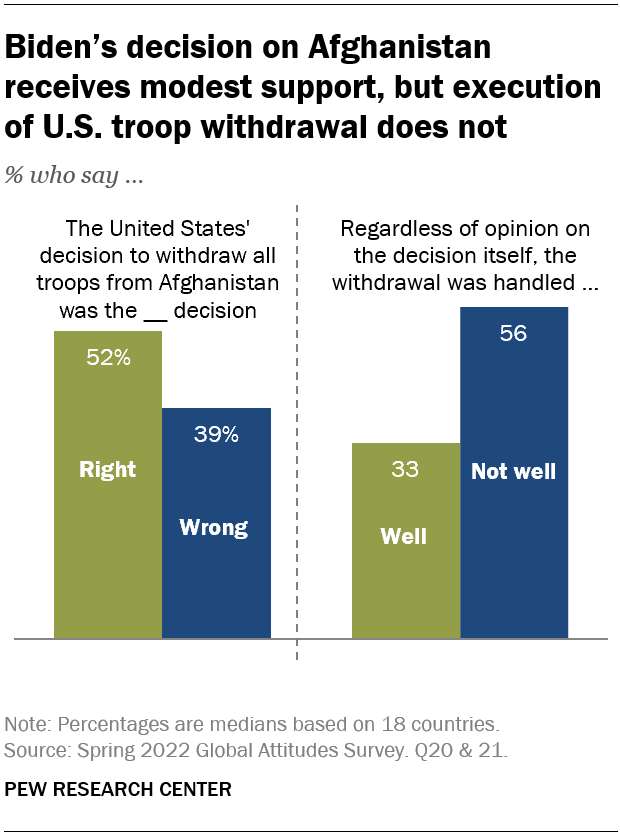 Biden’s decision on Afghanistan
receives modest support, but execution
of U.S. troop withdrawal does not
% who say ...
The United States'
decision to withdraw all
troops from Afghanistan
was the __ decision
52%
Right
39%
Wrong
Regardless of opinion on
the decision itself, the
withdrawal was handled ...
33
Well
56
Not well
Note: Percentages are medians based on 18 countries.
Source: Spring 2022 Global Attitudes Survey. Q20 & 21.
PEW RESEARCH CENTER